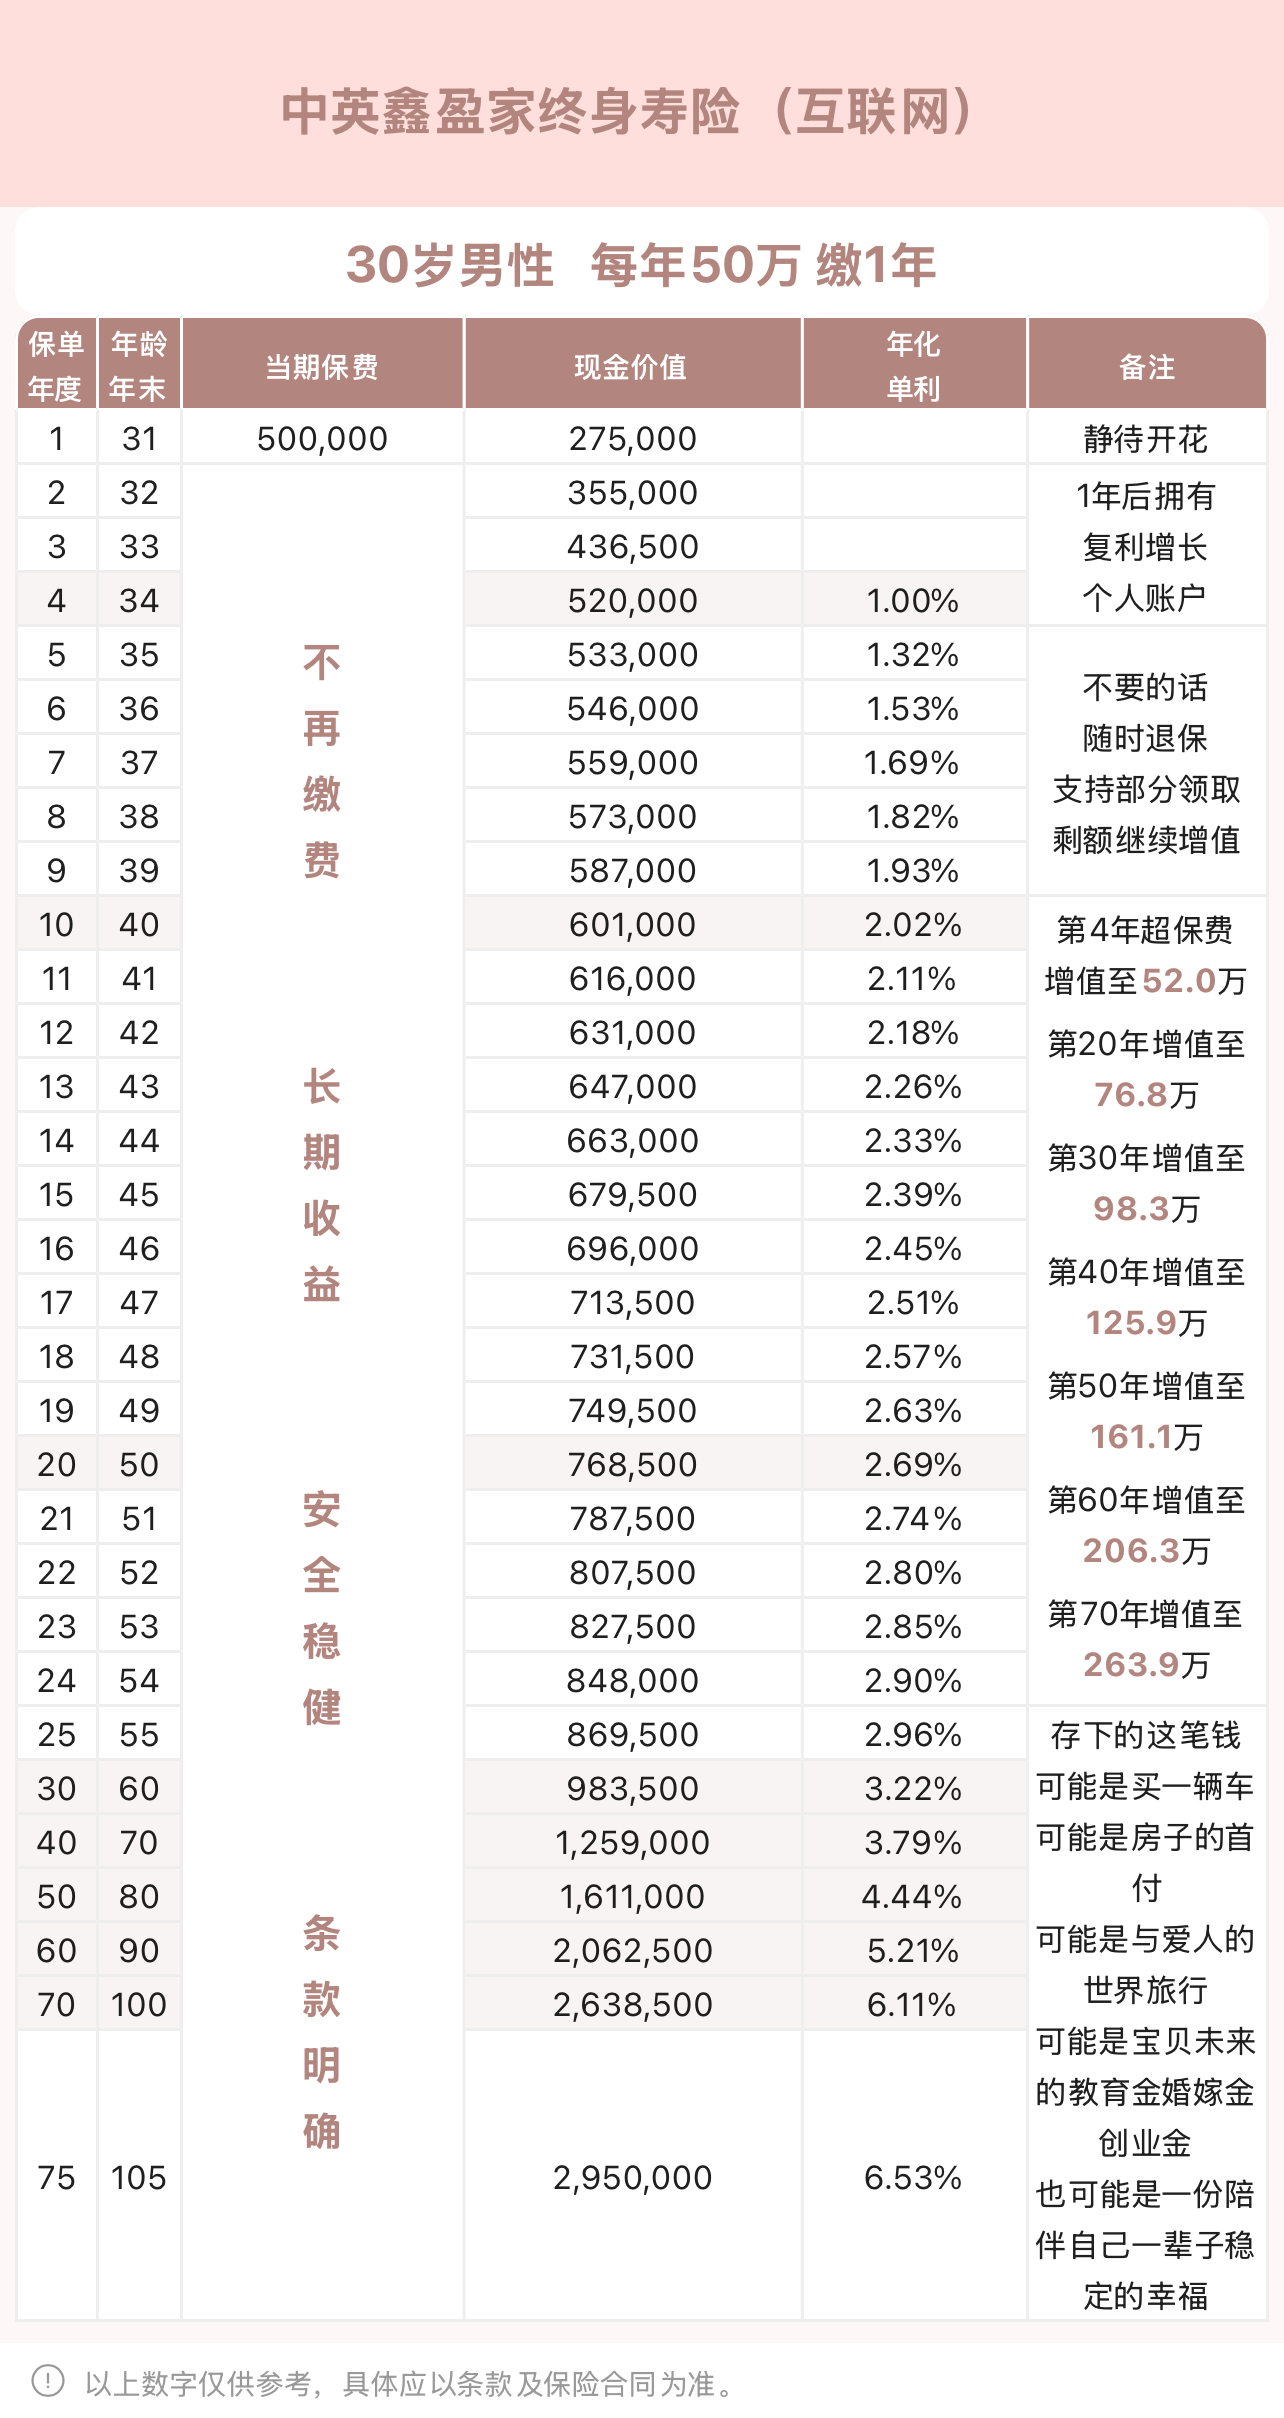 中英鑫盈家终身寿险（互联网）
30岁男性 每年50万 缴1年
保单年度 年龄年末 当期保费 现金价值 年化单利 备注
1 31 500,000 275,000 静待开花
2 32 355,000
3 33 436,500
4 34 520,000 1.00%
5 35 533,000 1.32%
6 36 546,000 1.53%
7 37 559,000 1.69%
8 38 573,000 1.82%
9 39 587,000 1.93%
10 40 601,000 2.02%
11 41 616,000 2.11%
12 42 631,000 2.18%
13 43 647,000 2.26%
14 44 663,000 2.33%
15 45 679,500 2.39%
16 46 696,000 2.45%
17 47 713,500 2.51%
18 48 731,500 2.57%
19 49 749,500 2.63%
20 50 768,500 2.69%
21 51 787,500 2.74%
22 52 807,500 2.80%
23 53 827,500 2.85%
24 54 848,000 2.90%
25 55 869,500 2.96%
30 60 983,500 3.22%
40 70 1,259,000 3.79%
50 80 1,611,000 4.44%
60 90 2,062,500 5.21%
70 100 2,638,500 6.11%
75 105 2,950,000 6.53%
不再缴费
长期收益
安全稳健
条款明确
1年后拥有
复利增长
个人账户
不要的话
随时退保
支持部分领取
剩额继续增值
第4年超保费
增值至52.0万
第20年增值至
76.8万
第30年增值至
98.3万
第40年增值至
125.9万
第50年增值至
161.1万
第60年增值至
206.3万
第70年增值至
263.9万
存下的这笔钱
可能是买一辆车
可能是房子的首
付
可能是与爱人的
世界旅行
可能是宝贝未来
的教育金婚嫁金
创业金
也可能是一份陪
伴自己一辈子稳
定的幸福
以上数字仅供参考，具体应以条款及保险合同为准。